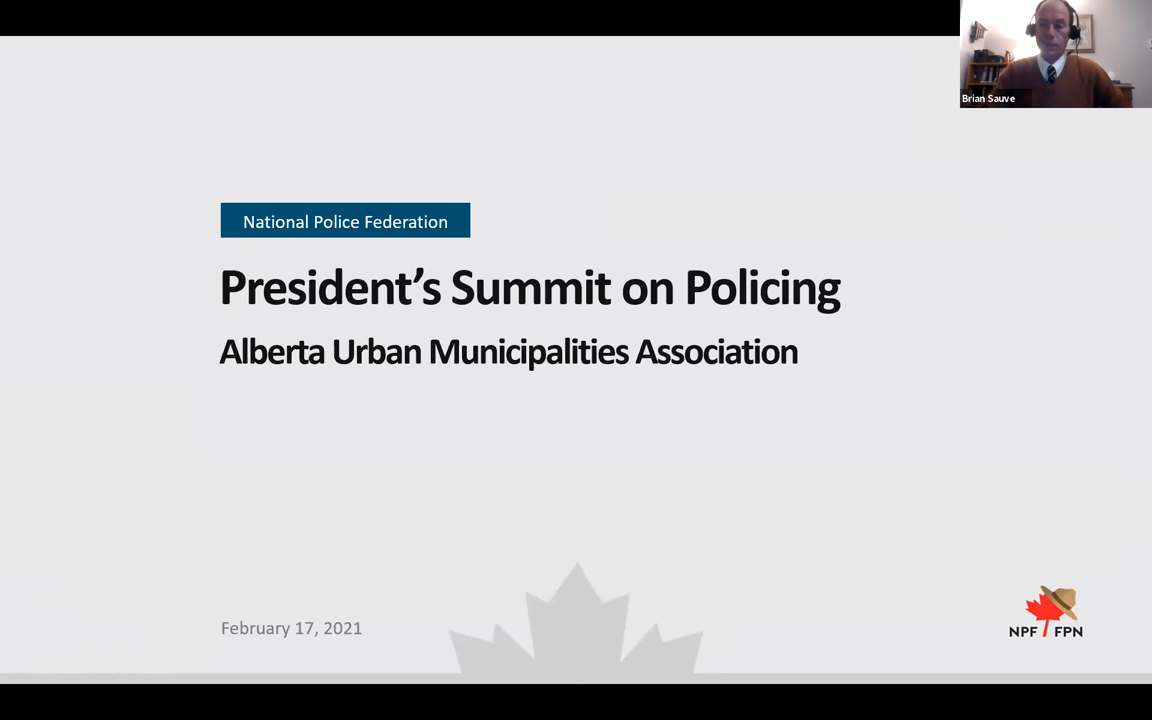 Brian Sauve
National Police Federation
President's Summit on Policing
Alberta Urban Municipalities Association
February 17, 2021
NPF FPN